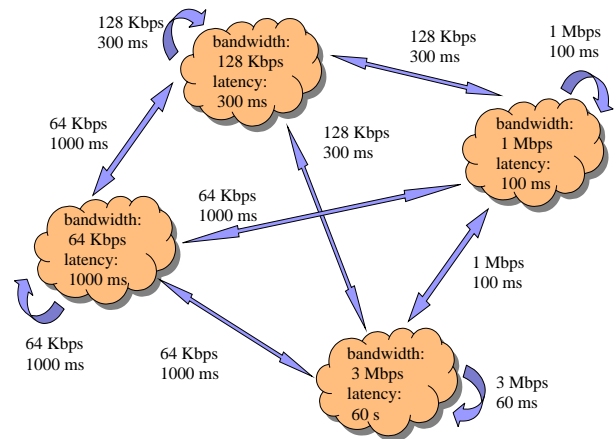 128 Kbps
300 ms
bandwidth:
128 Kbps
latency:
300 ms
128 Kbps
300 ms
1 Mbps
100 ms
64 Kbps
1000 ms
128 Kbps
300 ms
bandwidth:
1 Mbps
latency:
100 ms
64 Kbps
1000 ms
bandwidth:
64 Kbps
latency:
1000 ms
1 Mbps
100 ms
64 Kbps
1000 ms
64 Kbps
1000 ms
bandwidth:
3 Mbps
latency:
60 s
3 Mbps
60 ms